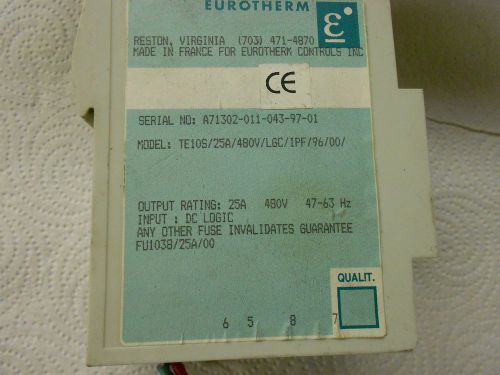 EUROTHERM
RESTON, VIRGINIA (703) 471-4870
MADE IN FRANCE FOR EUROTHERM CONTROLS INC
CE
SERIAL NO: A71302-011-043-97-01
MODEL: TE10S/25A/480V/LGC/IPF/96/00/
OUTPUT RATING: 25A 480V 47-63 Hz
INPUT : DC LOGIC
ANY OTHER FUSE INVALIDATES GUARANTEE
FU1038/25A/00
QUALIT.
6 5 8 7